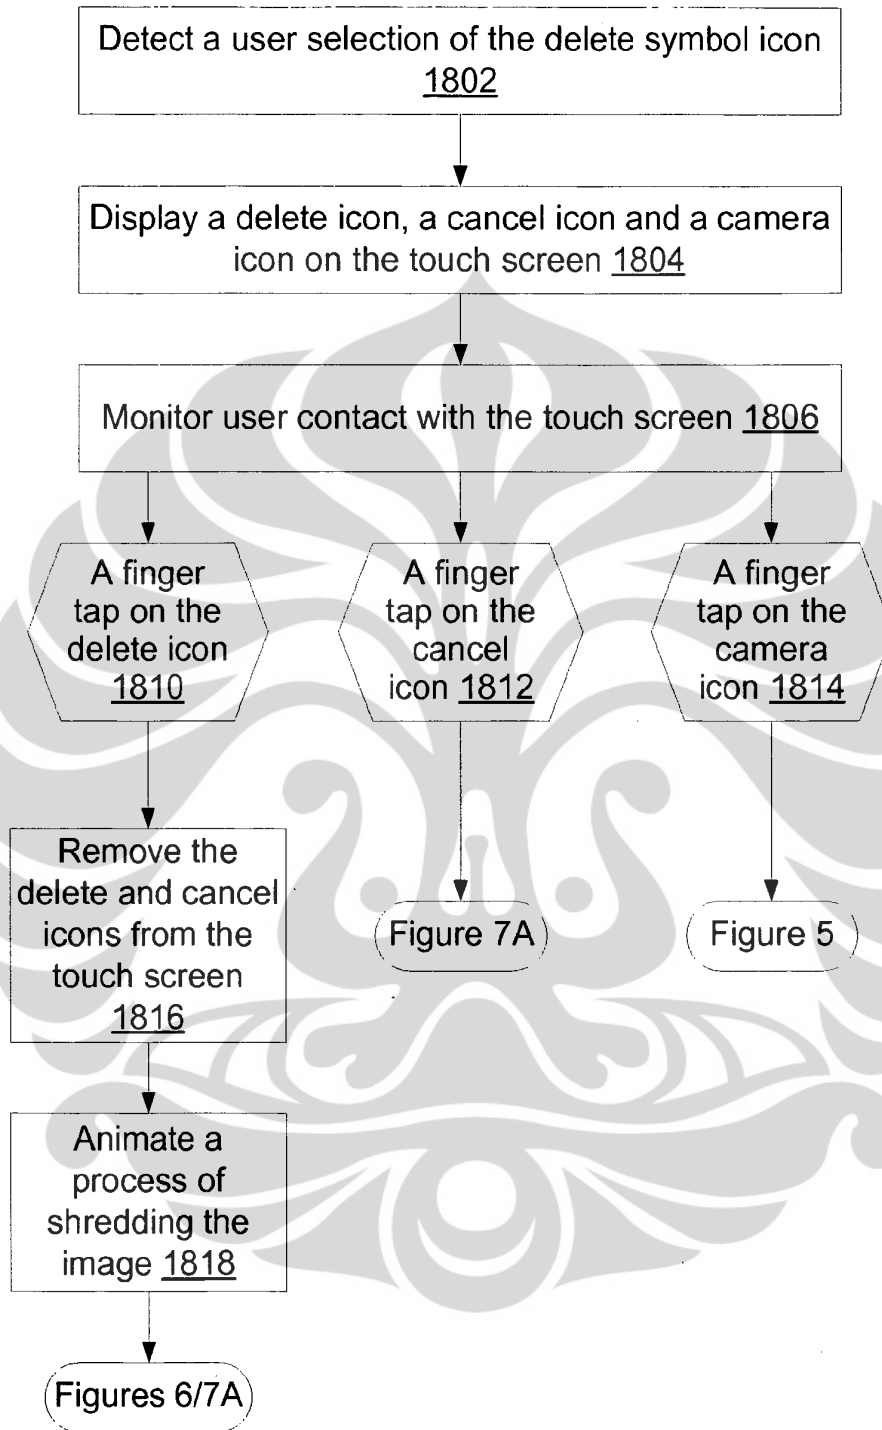 Detect a user selection of the delete symbol icon
1802
Display a delete icon, a cancel icon and a camera
icon on the touch screen 1804
Monitor user contact with the touch screen 1806
A finger
tap on the
delete icon
1810
A finger
tap on the
cancel
icon 1812
A finger
tap on the
camera
icon 1814
Remove the
delete and cancel
icons from the
touch screen
1816
Figure 7A
Figure 5
Animate a
process of
shredding the
image 1818
Figures 6/7A